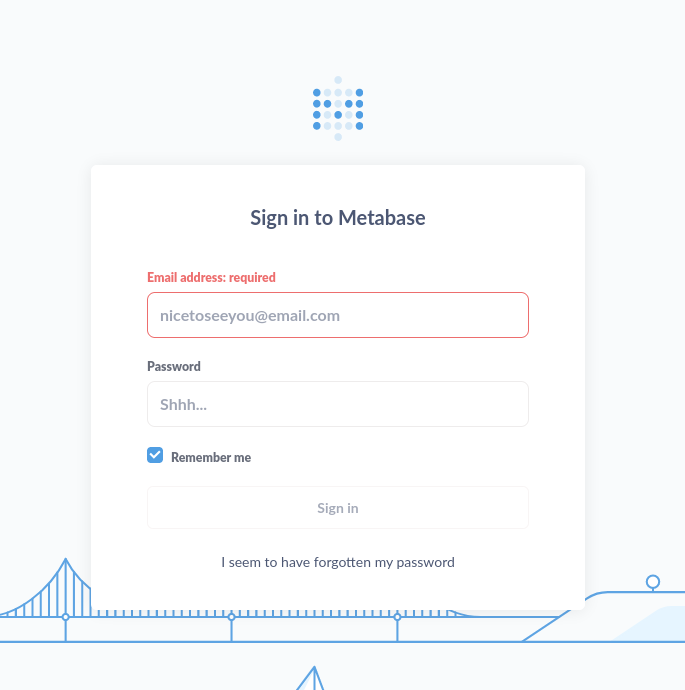 Sign in to Metabase
Email address: required
nicetoseeyou@email.com
Password
Shhh...
Remember me
Sign in
I seem to have forgotten my password